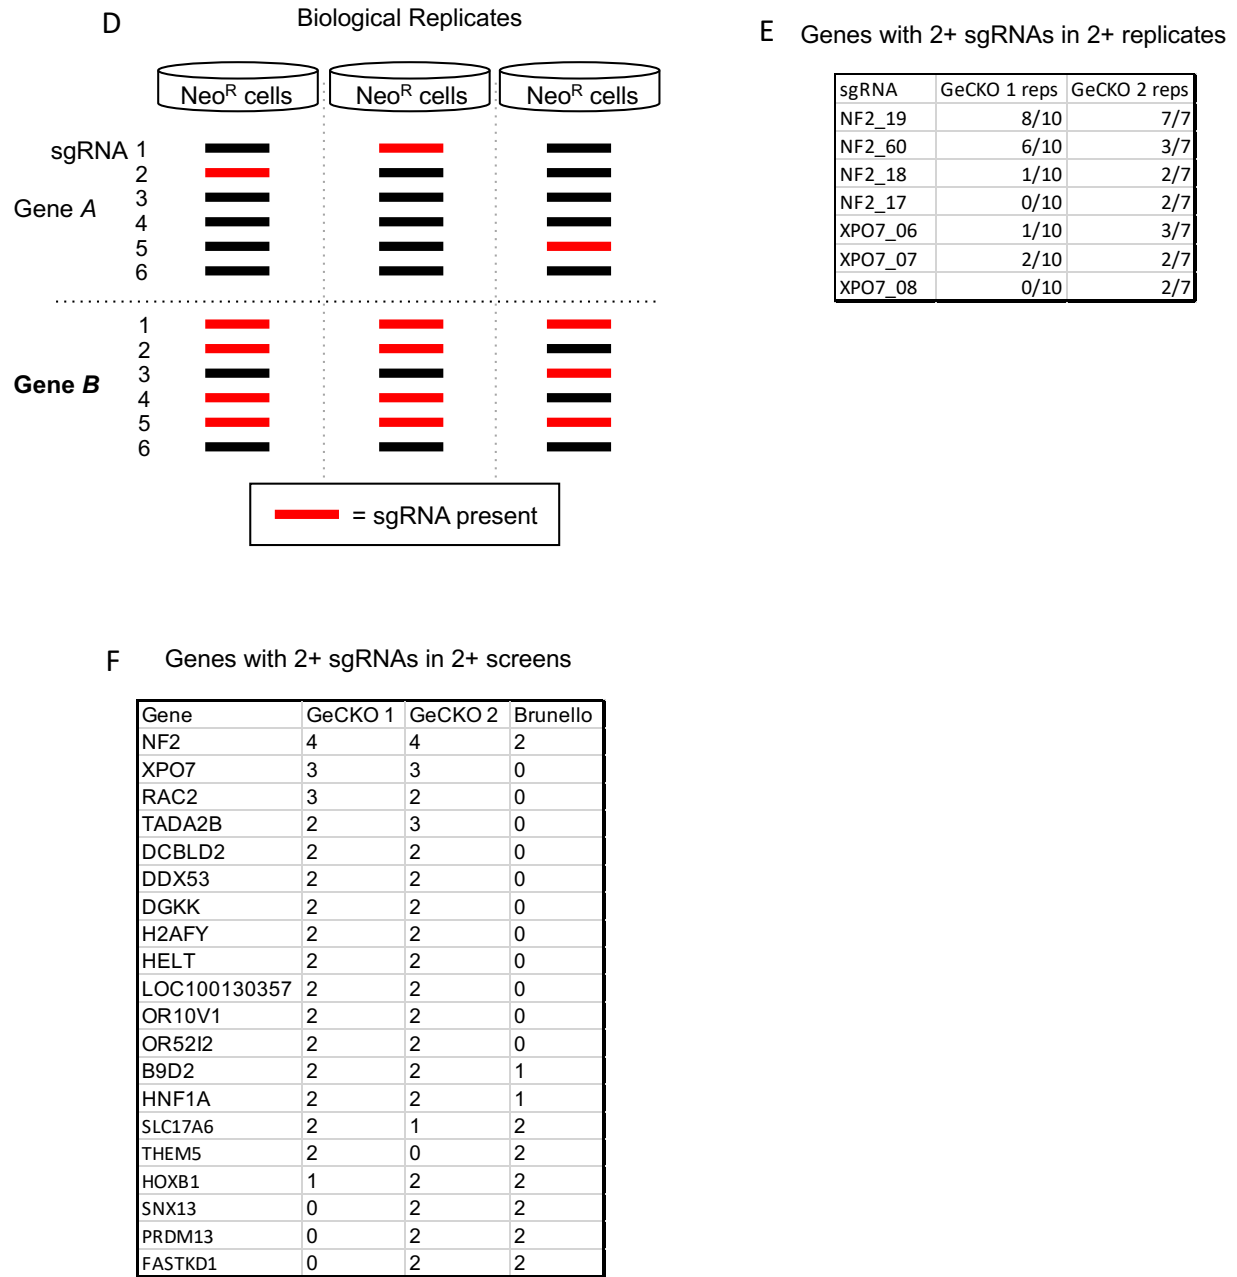 D Biological Replicates
Neo^R cells Neo^R cells Neo^R cells
sgRNA 1
2
3
Gene A
4
5
6
1
2
Gene B
3
4
5
6
= sgRNA present
E Genes with 2+ sgRNAs in 2+ replicates
sgRNA GeCKO 1 reps GeCKO 2 reps
NF2_19 8/10 7/7
NF2_60 6/10 3/7
NF2_18 1/10 2/7
NF2_17 0/10 2/7
XPO7_06 1/10 3/7
XPO7_07 2/10 2/7
XPO7_08 0/10 2/7
F Genes with 2+ sgRNAs in 2+ screens
Gene GeCKO 1 GeCKO 2 Brunello
NF2 4 4 2
XPO7 3 3 0
RAC2 3 2 0
TADA2B 2 3 0
DCBLD2 2 2 0
DDX53 2 2 0
DGKK 2 2 0
H2AFY 2 2 0
HELT 2 2 0
LOC100130357 2 2 0
OR10V1 2 2 0
OR52I2 2 2 0
B9D2 2 2 1
HNF1A 2 2 1
SLC17A6 2 1 2
THEM5 2 0 2
HOXB1 1 2 2
SNX13 0 2 2
PRDM13 0 2 2
FASTKD1 0 2 2